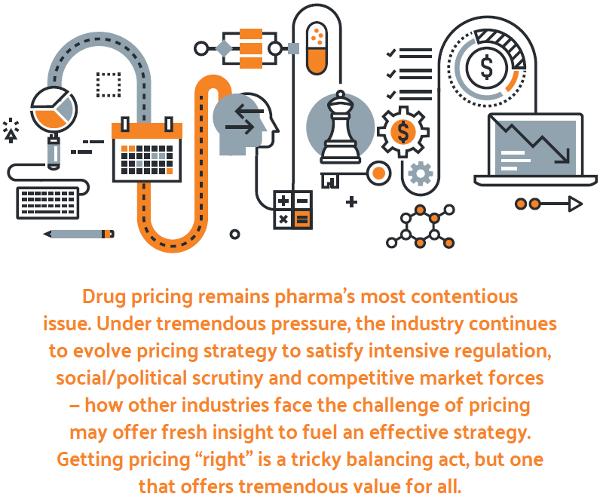 $
$
Drug pricing remains pharma’s most contentious
issue. Under tremendous pressure, the industry continues
to evolve pricing strategy to satisfy intensive regulation,
social/political scrutiny and competitive market forces
– how other industries face the challenge of pricing
may offer fresh insight to fuel an effective strategy.
Getting pricing “right” is a tricky balancing act, but one
that offers tremendous value for all.